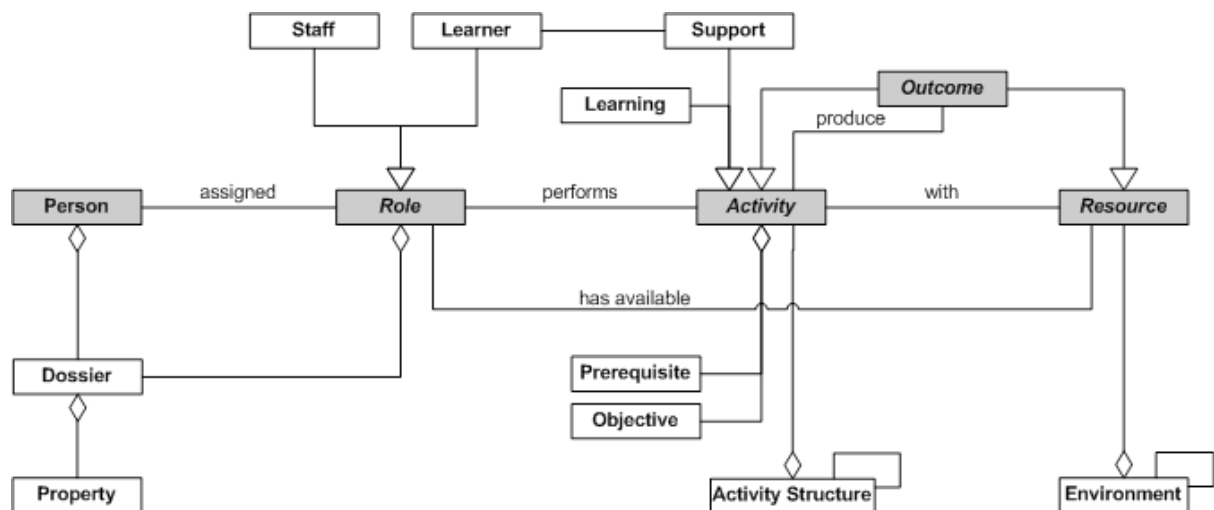 Staff
Learner
Support
Learning
Outcome
produce
Person
assigned
Role
performs
Activity
with
Resource
has available
Dossier
Prerequisite
Objective
Property
Activity Structure
Environment